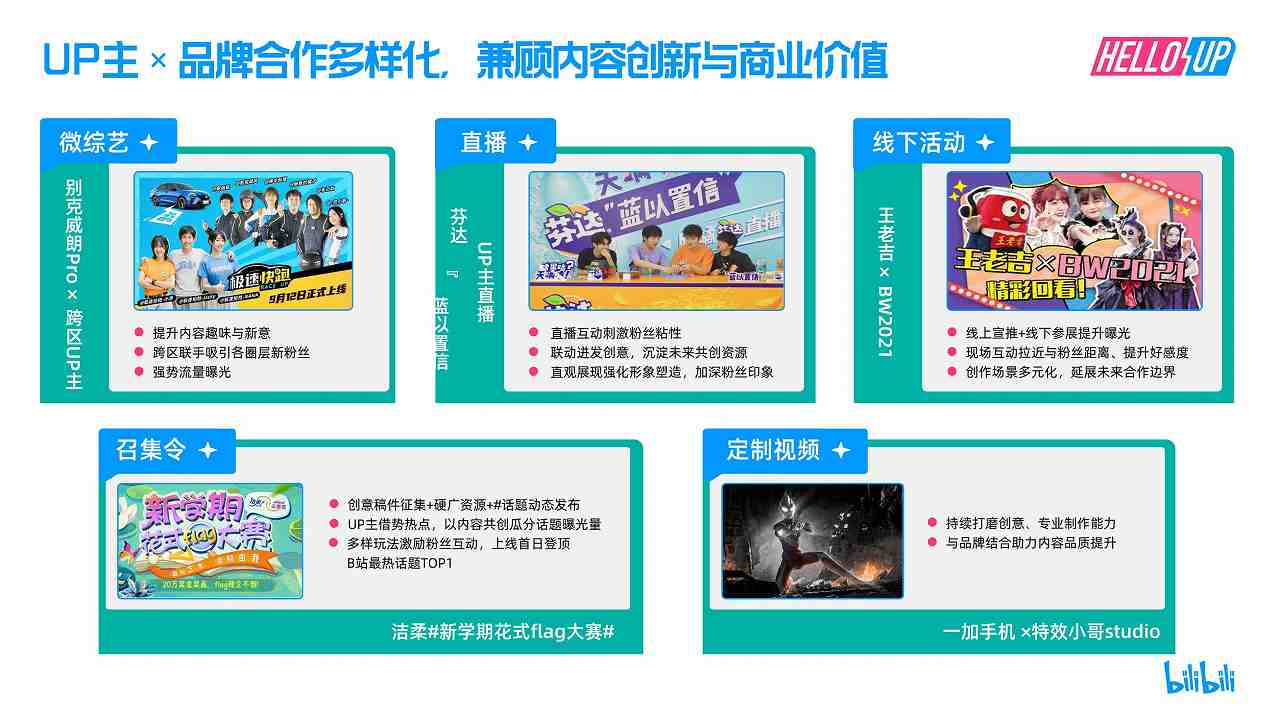 UP主 × 品牌合作多样化，兼顾内容创新与商业价值
HELLO UP
微综艺
别克威朗Pro × 跨区UP主
极速快跑
RACE UP
9月12日正式上线
提升内容趣味与新意
跨区联手吸引各圈层新粉丝
强势流量曝光
直播
芬达
『
蓝以置信
UP主直播
芬达"蓝以置信
芬达直播
蓝以置信
直播互动刺激粉丝粘性
联动迸发创意，沉淀未来共创资源
直观展现强化形象塑造，加深粉丝印象
线下活动
王老吉 × BW2021
王老吉
王老吉×BW2021
精彩回看！
线上宣推+线下参展提升曝光
现场互动拉近与粉丝距离、提升好感度
创作场景多元化，延展未来合作边界
召集令
新学期
花式flag大赛
20万奖金奖品，flag稳立不倒！
创意稿件征集+硬广资源+#话题动态发布
UP主借势热点，以内容共创瓜分话题曝光量
多样玩法激励粉丝互动，上线首日登顶
B站最热话题TOP1
洁柔#新学期花式flag大赛#
定制视频
持续打磨创意、专业制作能力
与品牌结合助力内容品质提升
一加手机 ×特效小哥studio
bilibili